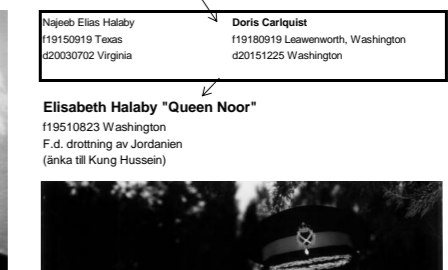 Najeeb Elias Halaby
f19150919 Texas
d20030702 Virginia
Doris Carlquist
f19180919 Leawenworth, Washington
d20151225 Washington
Elisabeth Halaby "Queen Noor"
f19510823 Washington
F.d. drottning av Jordanien
(änka till Kung Hussein)